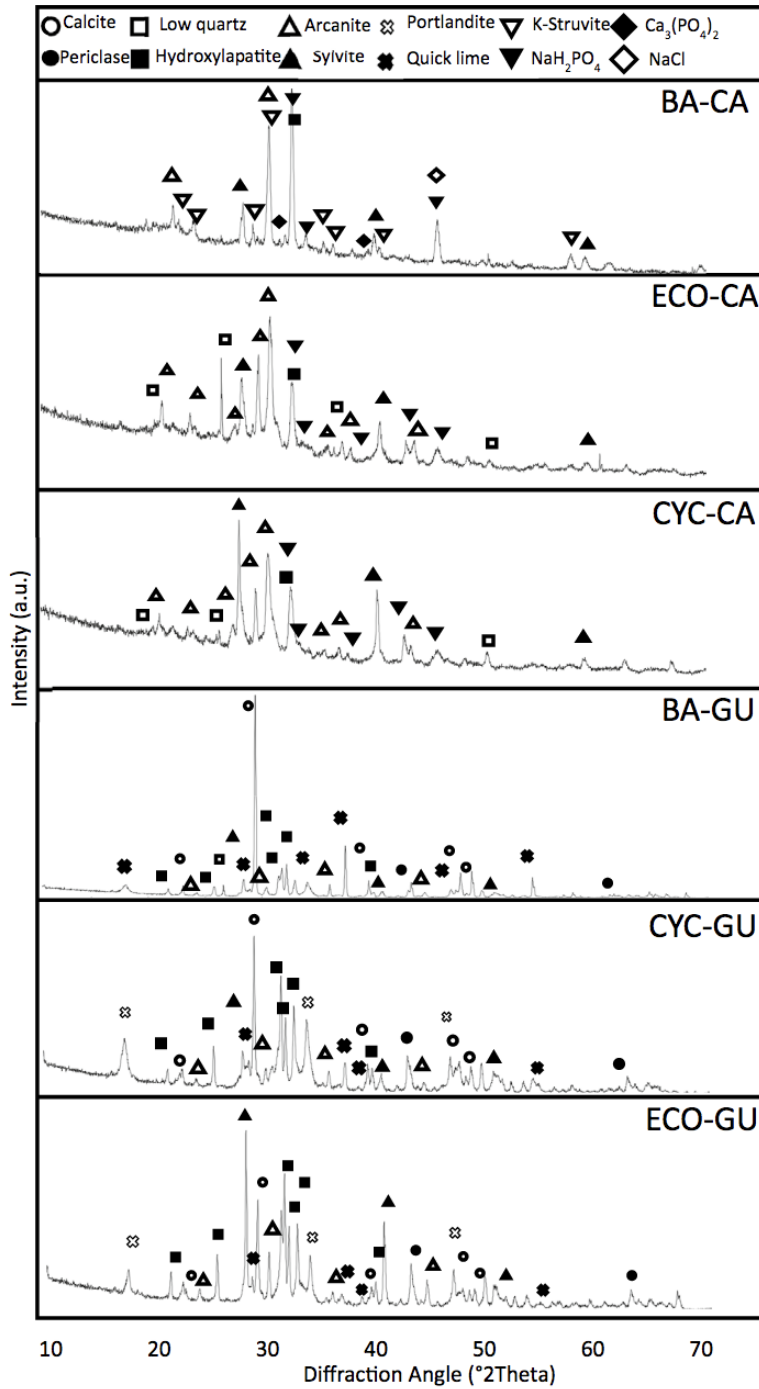 Calcite Low quartz Arcanite Portlandite K-Struvite Ca₃(PO₄)₂
Periclase Hydroxylapatite Sylvite Quick lime NaH₂PO₄ NaCl
BA-CA
ECO-CA
CYC-CA
BA-GU
CYC-GU
ECO-GU
Intensity (a.u.)
10 20 30 40 50 60 70
Diffraction Angle (°2Theta)